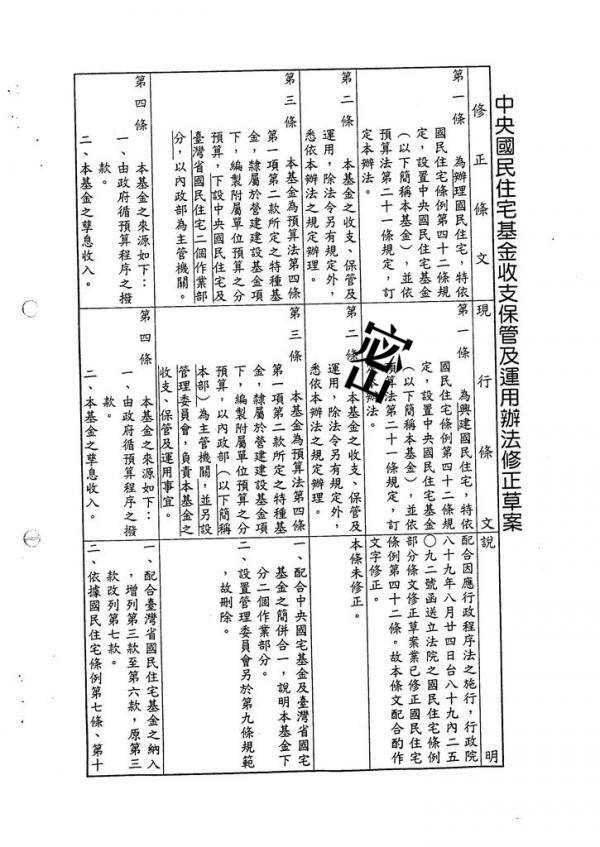 中央國民住宅基金收支保管及運用辦法修正草案
修正條文
第一條　為辦理國民住宅，特依
國民住宅條例第四十二條規
定，設置中央國民住宅基金
（以下簡稱本基金），並依
預算法第二十一條規定，訂
定本辦法。
第二條　本基金之收支、保管及
運用，除法令另有規定外，
悉依本辦法之規定辦理。
第三條　本基金為預算法第四條
第一項第二款所定之特種基
金，隸屬於營建建設基金項
下，編製附屬單位預算之分
預算，下設中央國民住宅及
臺灣省國民住宅二個作業部
分，以內政部為主管機關。
第四條　本基金之來源如下：
一、由政府循預算程序之撥
款。
二、本基金之孳息收入。
現行條文
第一條　為興建國民住宅，特依
國民住宅條例第四十二條規
定，設置中央國民住宅基金
（以下簡稱本基金），並依
預算法第二十一條規定，訂
本辦法。
第二條　本基金之收支、保管及
運用，除法令另有規定外，
悉依本辦法之規定辦理。
第三條　本基金為預算法第四條
第一項第二款所定之特種基
金，隸屬於營建建設基金項
下，編製附屬單位預算之分
預算，以內政部（以下簡稱
本部）為主管機關，並另設
管理委員會，負責本基金之
收支、保管及運用事宜。
第四條　本基金之來源如下：
一、由政府循預算程序之撥
款。
二、本基金之孳息收入。
說明
配合因應行政程序法之施行，行政院
八十九年八月廿四日台八十九內二五
〇九二號函送立法院之國民住宅條例
部分條文修正草案業已修正國民住宅
條例第四十二條。故本條文配合酌作
文字修正。
本條未修正。
一、配合中央國宅基金及臺灣省國宅
基金之簡併合一，說明本基金下
分二個作業部分。
二、設置管理委員會另於第九條規範
，故刪除。
一、配合臺灣省國民住宅基金之納入
，增列第三款至第六款，原第三
款改列第七款。
二、依據國民住宅條例第七條、第十
密